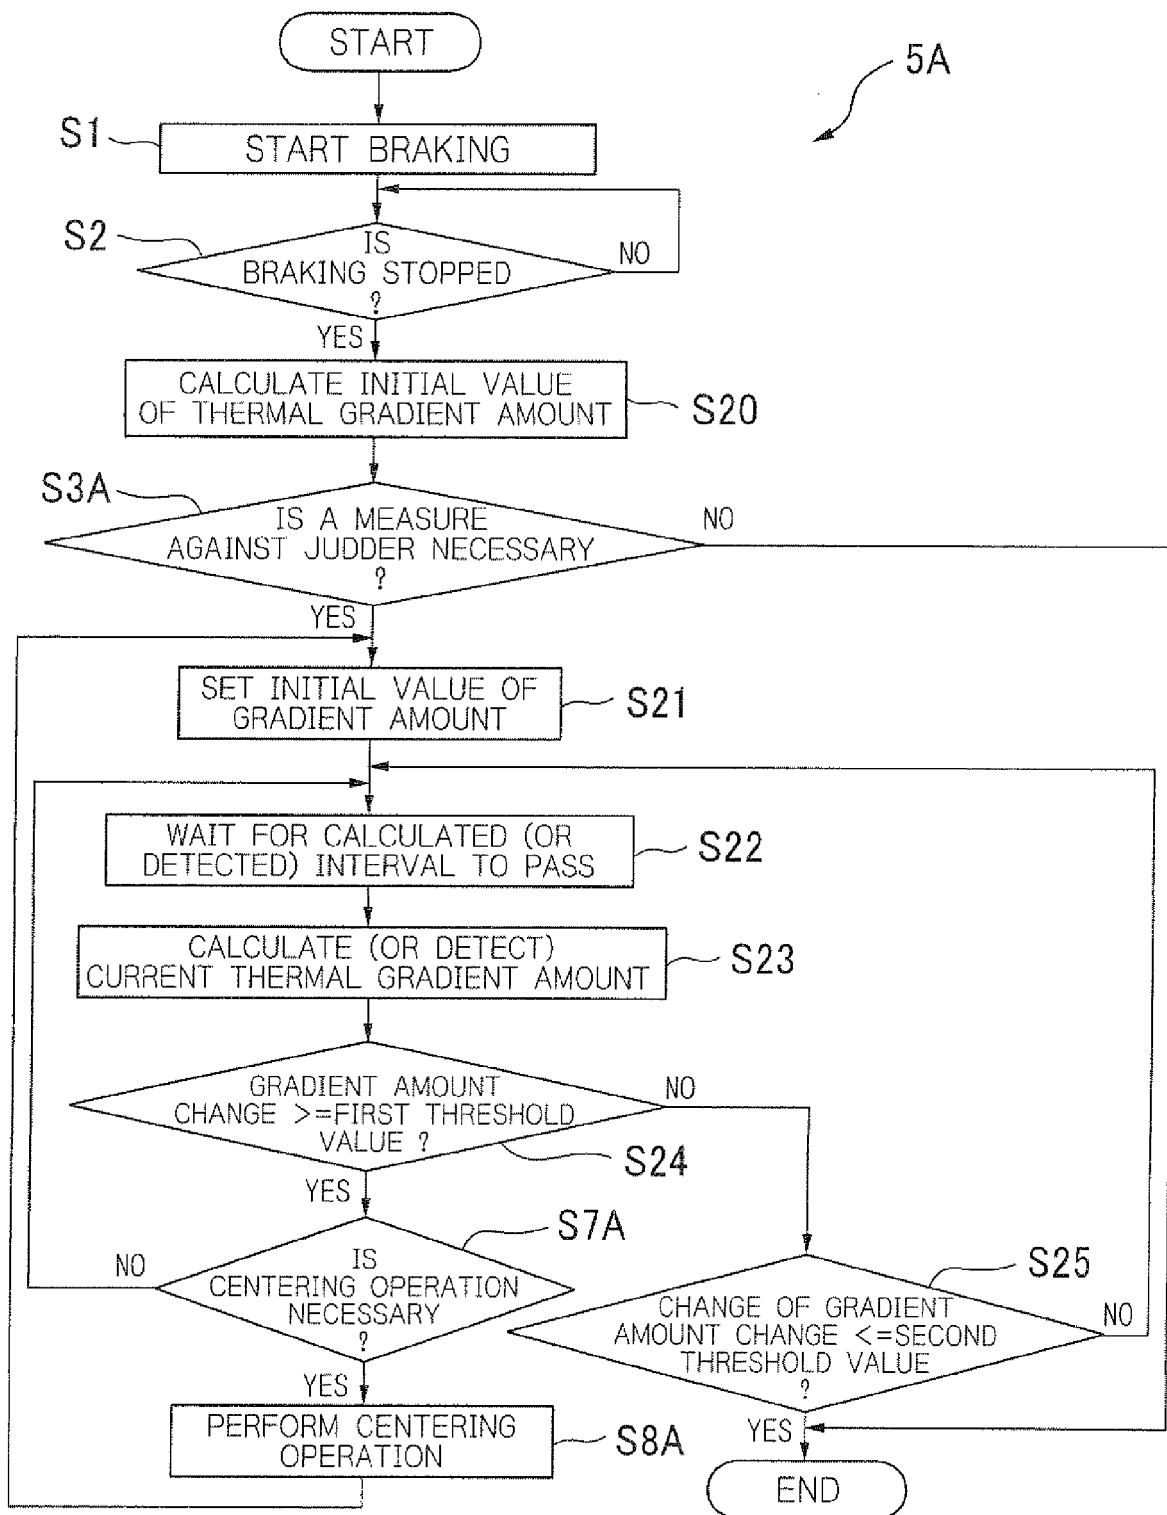 START
5A
S1
START BRAKING
S2
IS
BRAKING STOPPED
?
NO
YES
CALCULATE INITIAL VALUE
OF THERMAL GRADIENT AMOUNT
S20
S3A
IS A MEASURE
AGAINST JUDDER NECESSARY
?
NO
YES
SET INITIAL VALUE OF
GRADIENT AMOUNT
S21
WAIT FOR CALCULATED (OR
DETECTED) INTERVAL TO PASS
S22
CALCULATE (OR DETECT)
CURRENT THERMAL GRADIENT AMOUNT
S23
GRADIENT AMOUNT
CHANGE >=FIRST THRESHOLD
VALUE ?
NO
S24
YES
S7A
IS
CENTERING OPERATION
NECESSARY
?
NO
S25
CHANGE OF GRADIENT
AMOUNT CHANGE <=SECOND
THRESHOLD VALUE
?
NO
YES
PERFORM CENTERING
OPERATION
S8A
YES
END